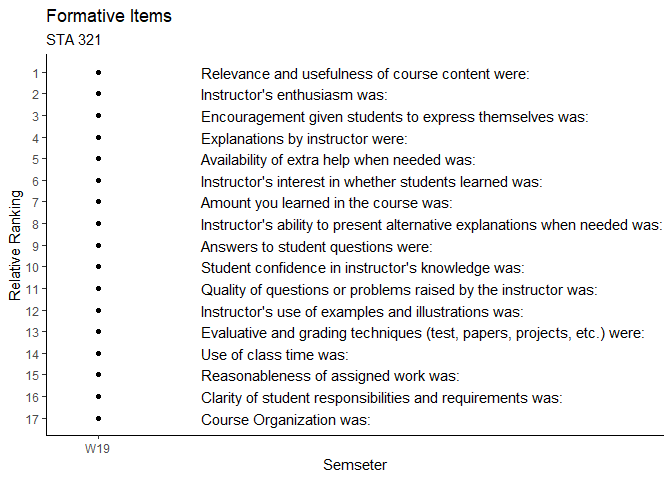 Formative Items
STA 321
Relative Ranking
1 Relevance and usefulness of course content were:
2 Instructor's enthusiasm was:
3 Encouragement given students to express themselves was:
4 Explanations by instructor were:
5 Availability of extra help when needed was:
6 Instructor's interest in whether students learned was:
7 Amount you learned in the course was:
8 Instructor's ability to present alternative explanations when needed was:
9 Answers to student questions were:
10 Student confidence in instructor's knowledge was:
11 Quality of questions or problems raised by the instructor was:
12 Instructor's use of examples and illustrations was:
13 Evaluative and grading techniques (test, papers, projects, etc.) were:
14 Use of class time was:
15 Reasonableness of assigned work was:
16 Clarity of student responsibilities and requirements was:
17 Course Organization was:
W19
Semseter